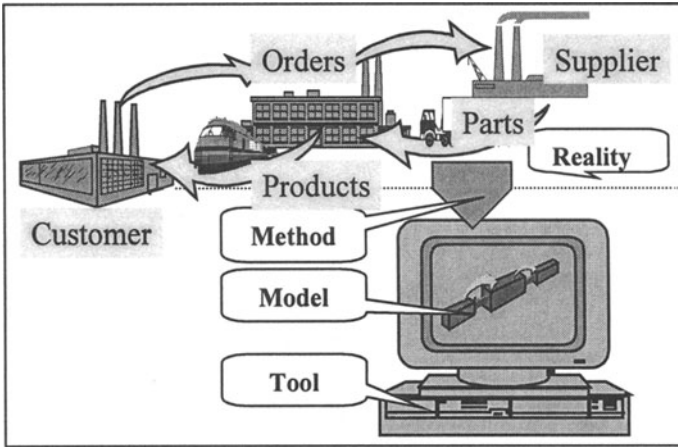 Orders
Supplier
Parts
Reality
Products
Customer
Method
Model
Tool